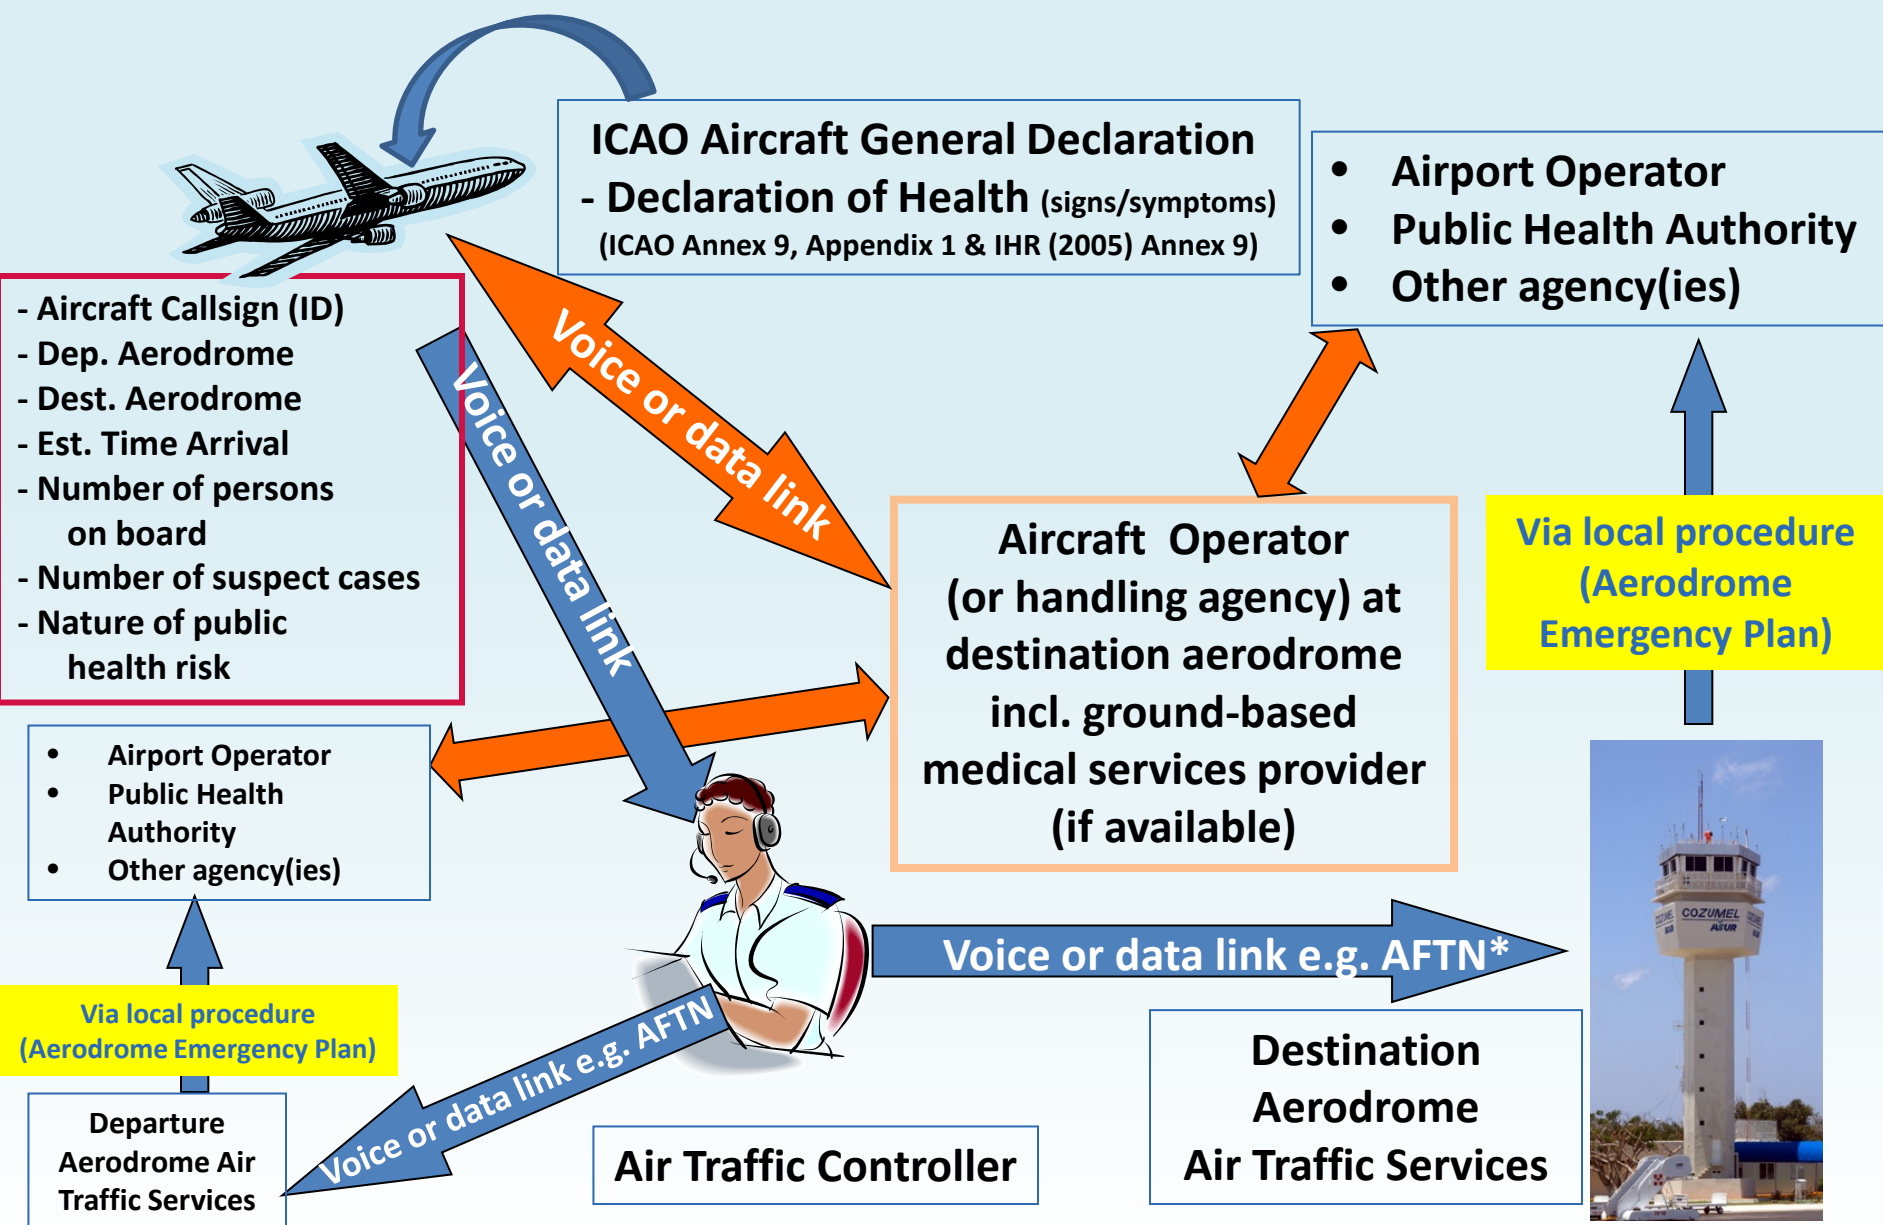 ICAO Aircraft General Declaration
- Declaration of Health (signs/symptoms)
(ICAO Annex 9, Appendix 1 & IHR (2005) Annex 9)
• Airport Operator
• Public Health Authority
• Other agency(ies)
- Aircraft Callsign (ID)
- Dep. Aerodrome
- Dest. Aerodrome
- Est. Time Arrival
- Number of persons
on board
- Number of suspect cases
- Nature of public
health risk
Voice or data link
Voice or data link
Aircraft Operator
(or handling agency) at
destination aerodrome
incl. ground-based
medical services provider
(if available)
Via local procedure
(Aerodrome
Emergency Plan)
• Airport Operator
• Public Health
Authority
• Other agency(ies)
Via local procedure
(Aerodrome Emergency Plan)
Departure
Aerodrome Air
Traffic Services
Voice or data link e.g. AFTN
Voice or data link e.g. AFTN*
Air Traffic Controller
Destination
Aerodrome
Air Traffic Services
COZUMEL
ASUR